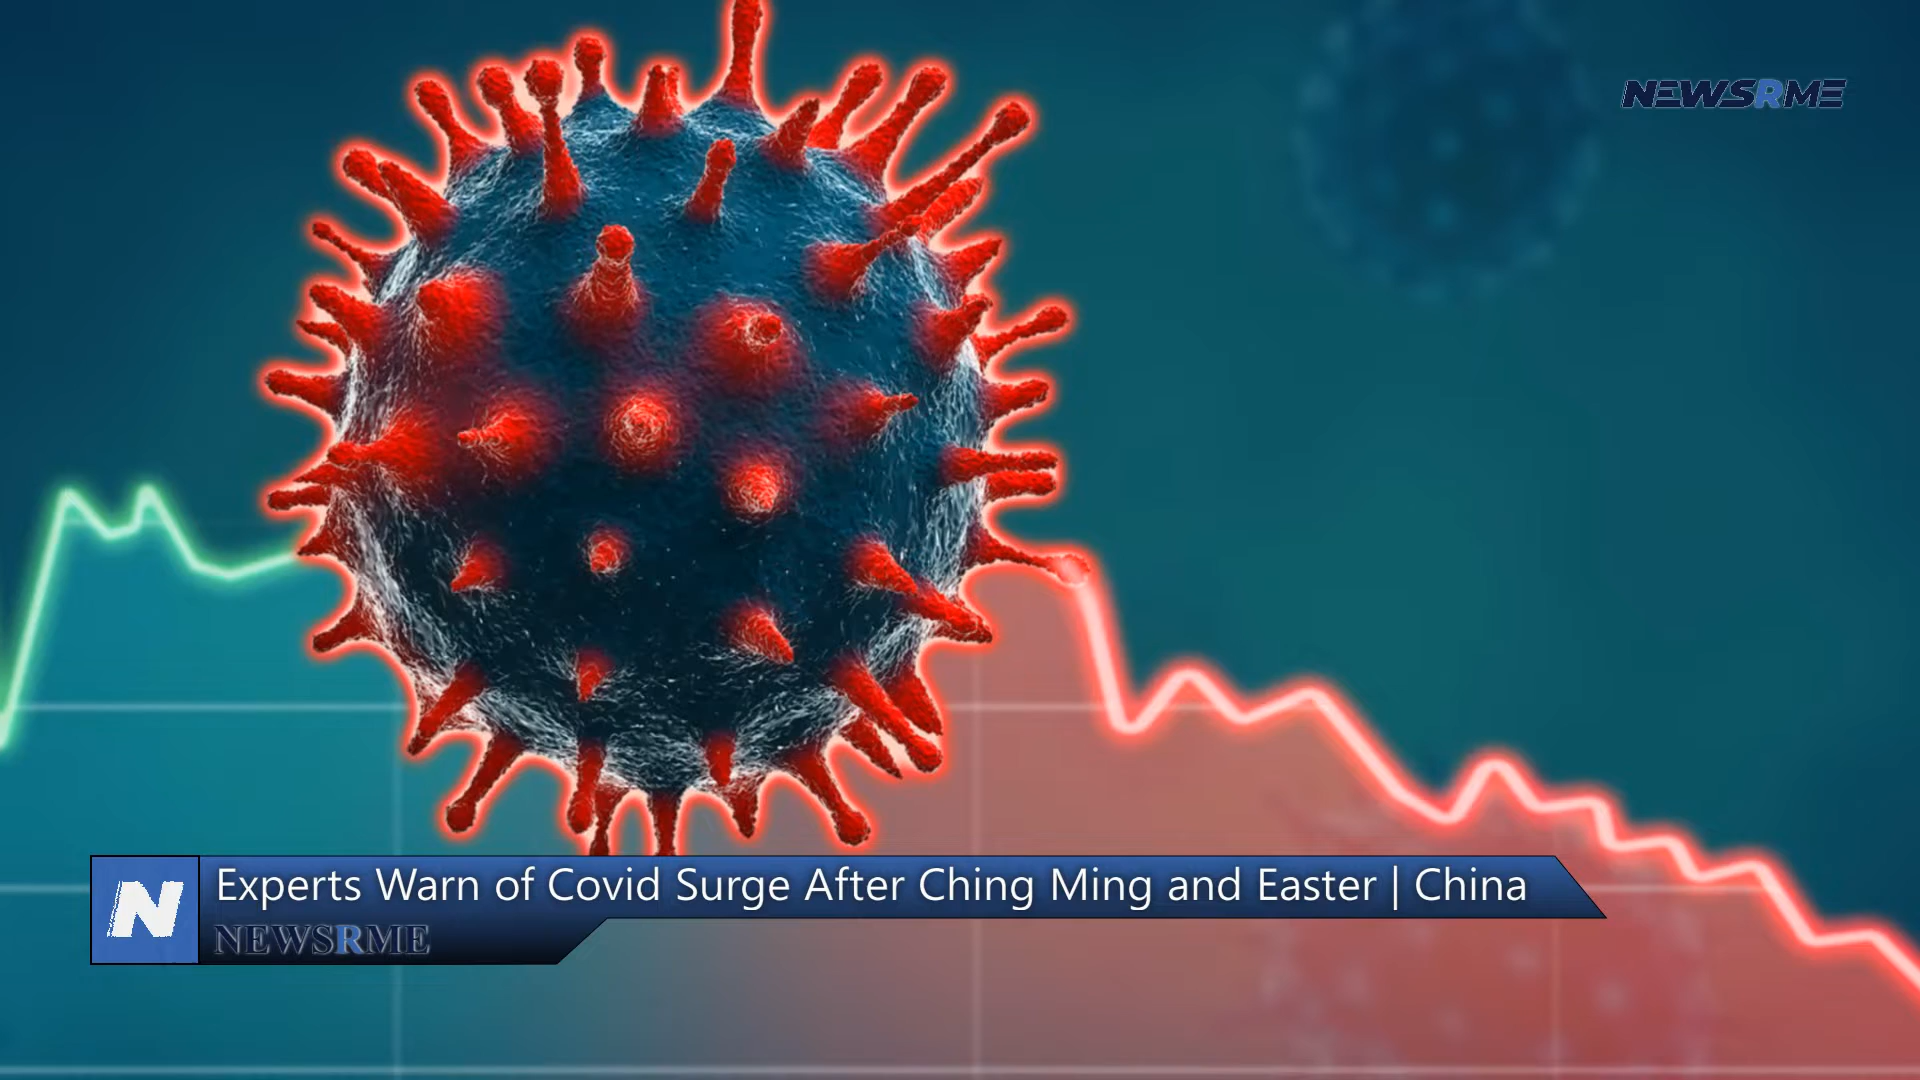 NEWSRME
Experts Warn of Covid Surge After Ching Ming and Easter | China
N
NEWSRME